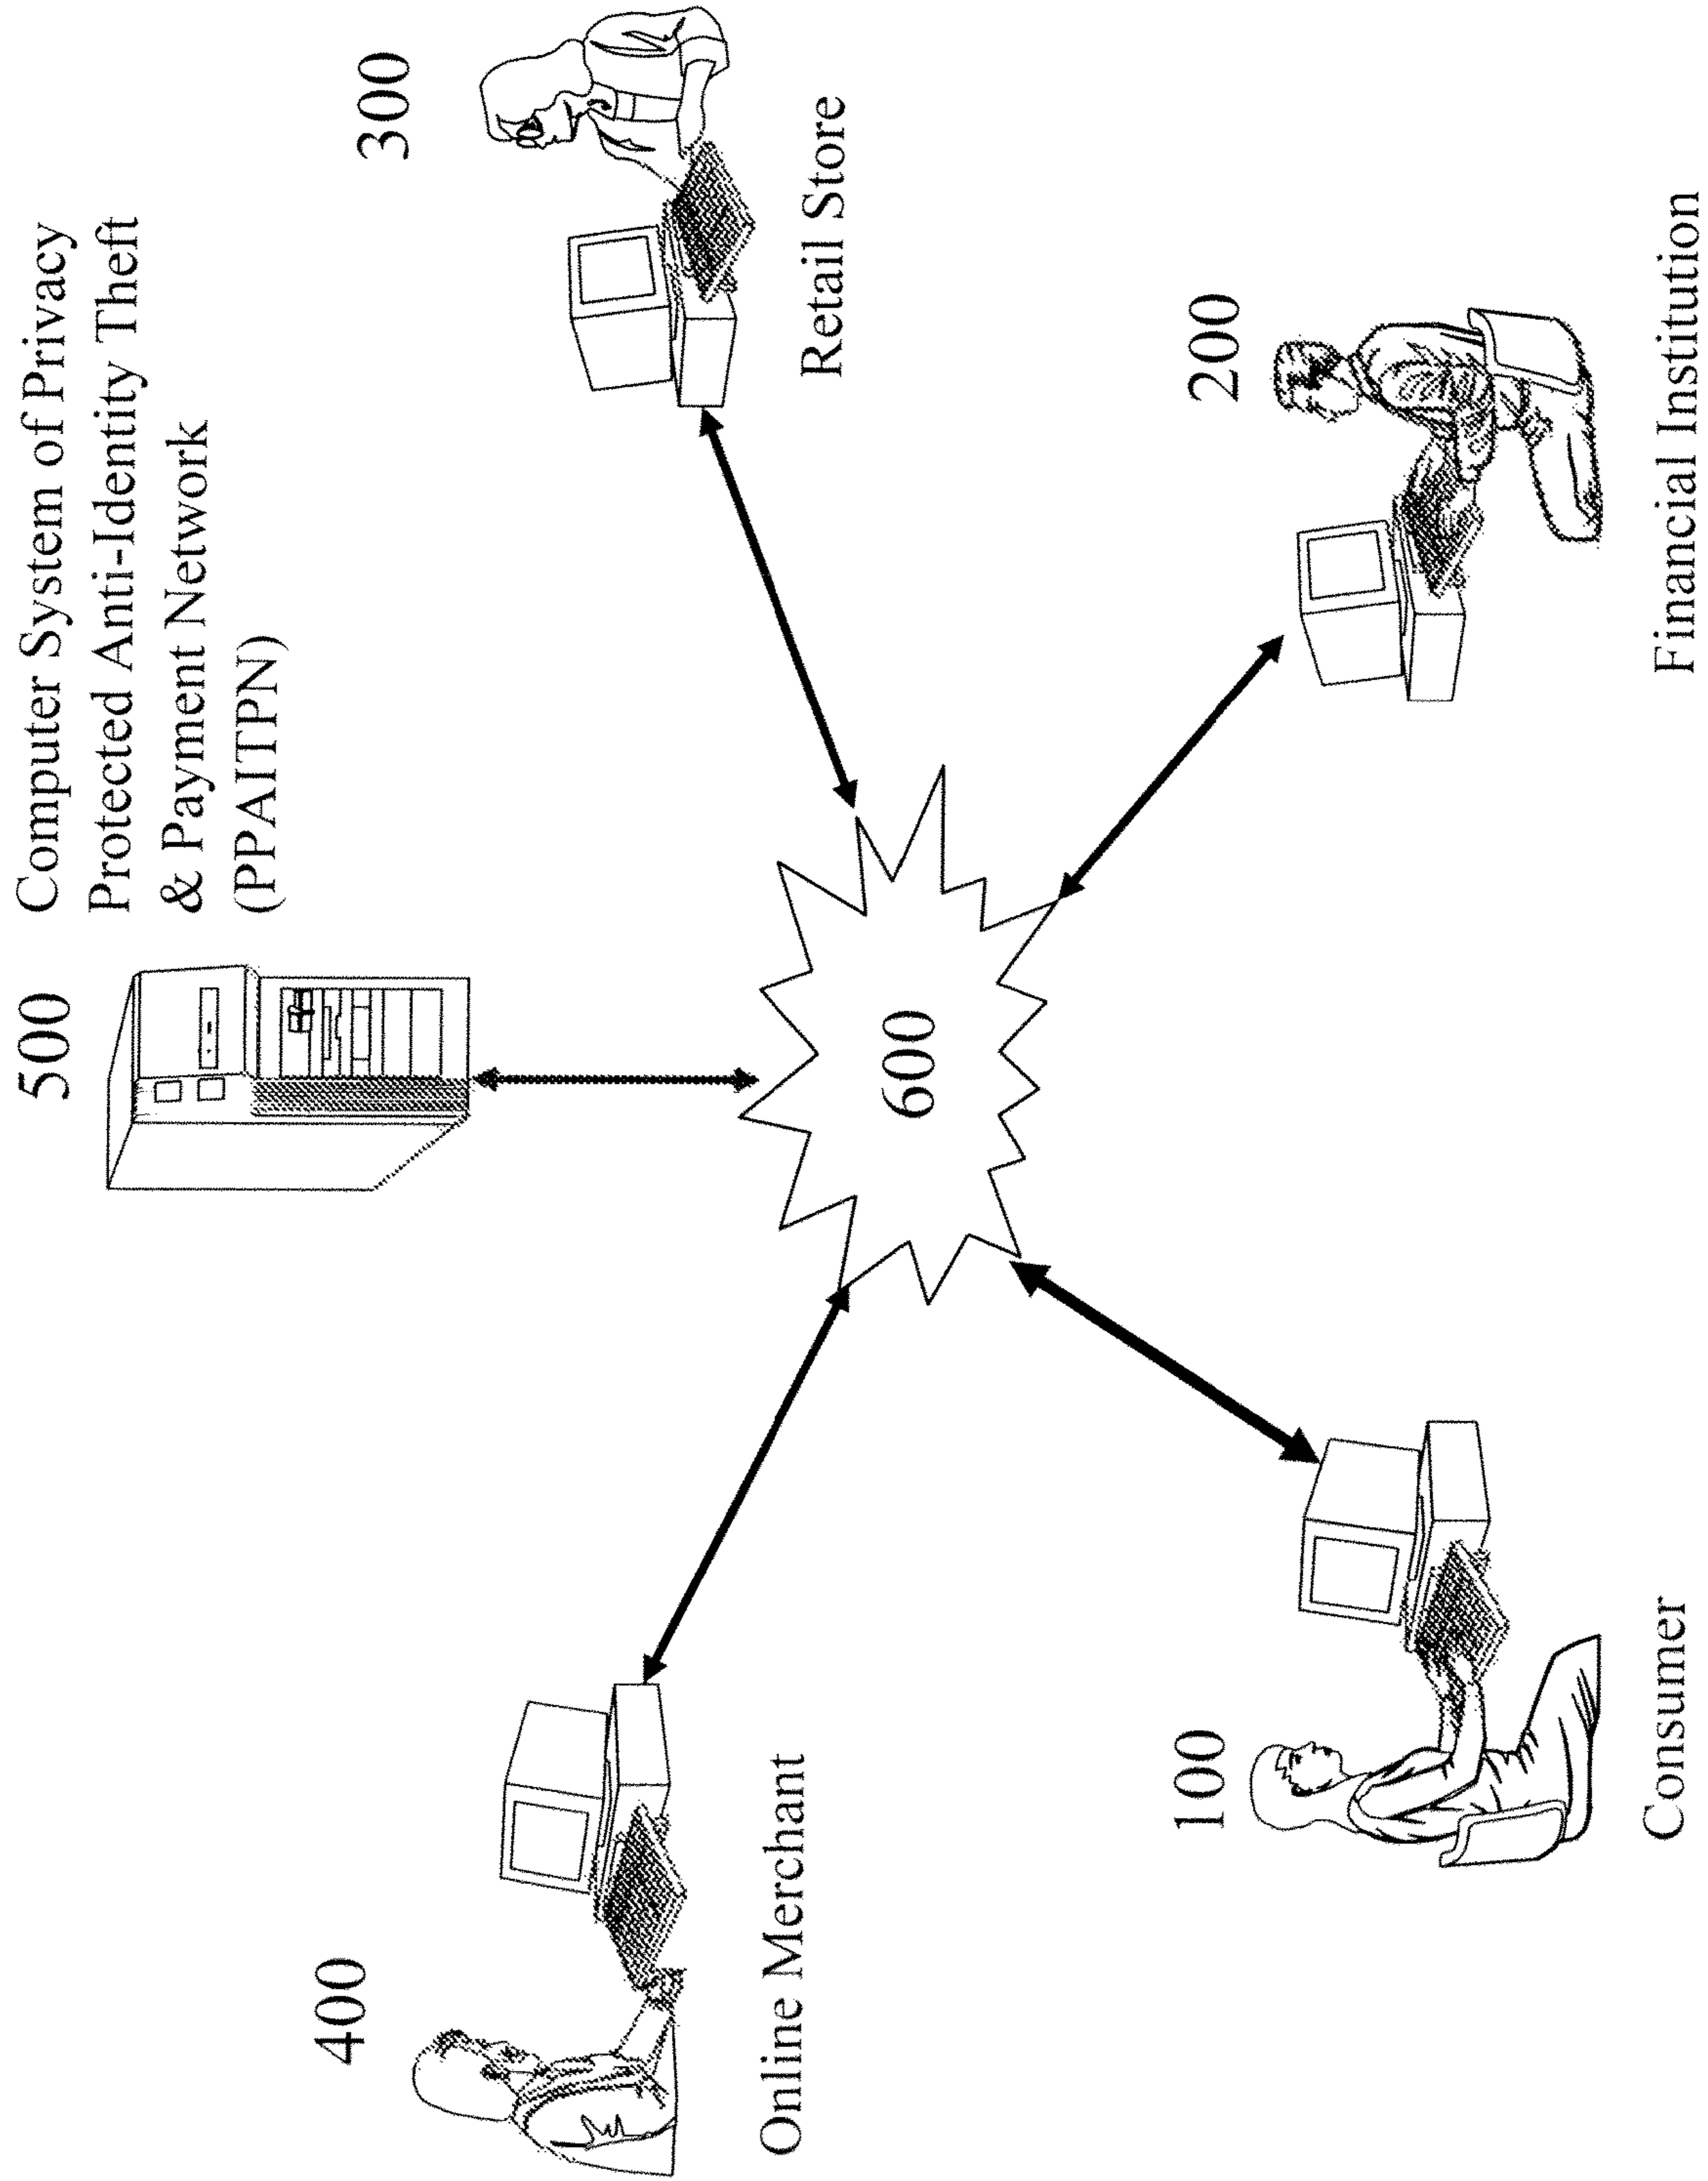 500
Computer System of Privacy
Protected Anti-Identity Theft
& Payment Network
(PPAITPN)
400
Online Merchant
300
Retail Store
600
100
Consumer
200
Financial Institution